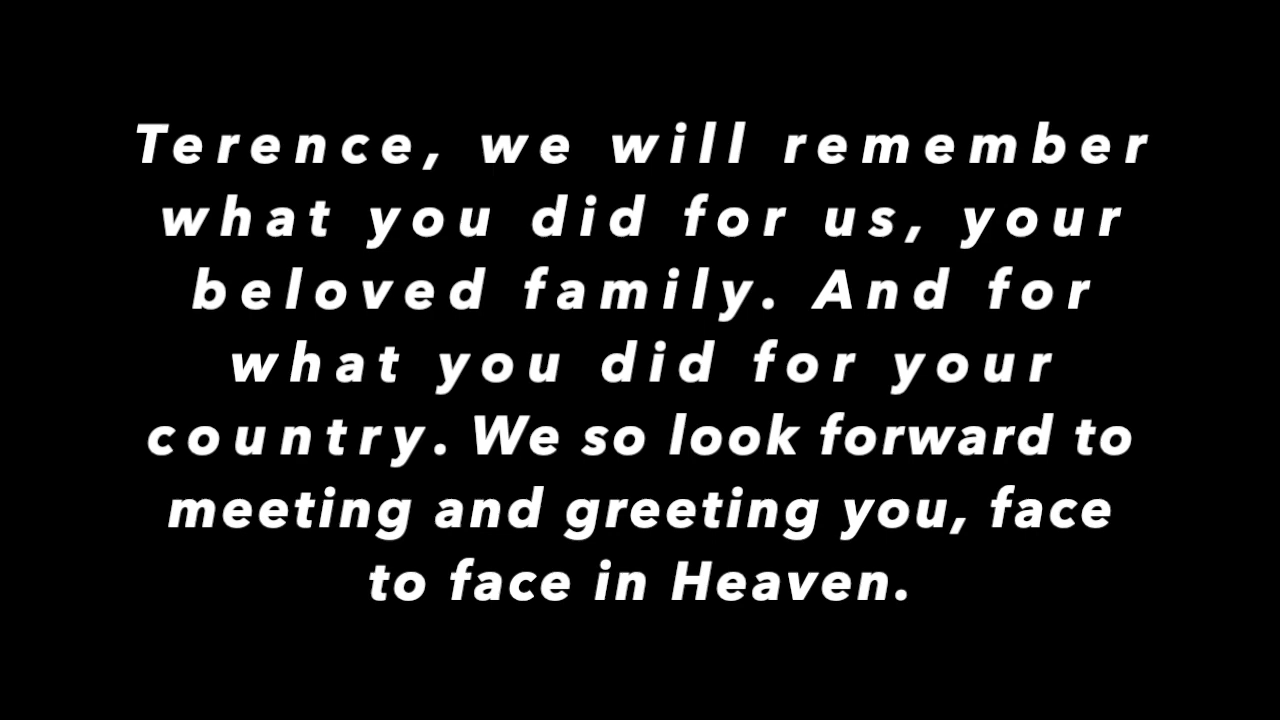 Terence, we will remember
what you did for us, your
beloved family. And for
what you did for your
country. We so look forward to
meeting and greeting you, face
to face in Heaven.